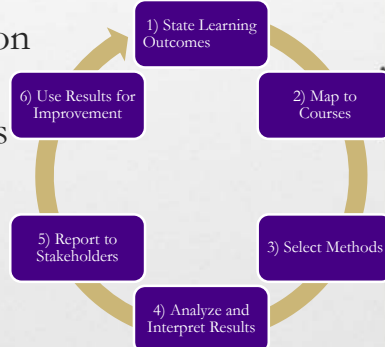 on
s
1) State Learning
Outcomes
2) Map to
Courses
3) Select Methods
4) Analyze and
Interpret Results
5) Report to
Stakeholders
6) Use Results for
Improvement